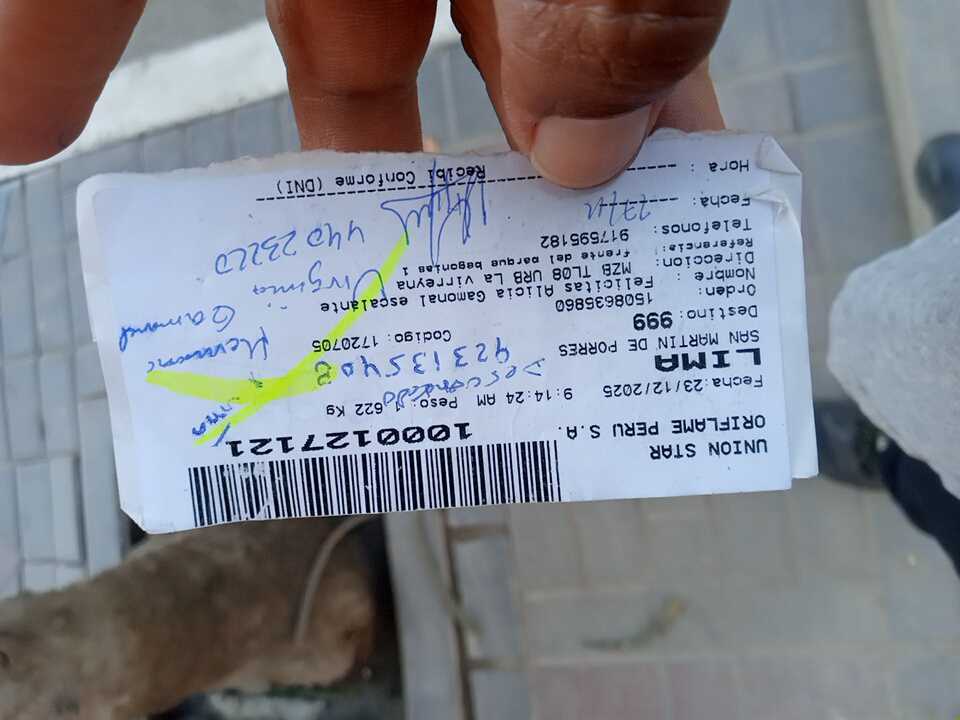 UNION STAR
ORIFLAME PERU S.A.
1000127121
Fecha:23/12/2025 9:14:24 AM Peso: 622 Kg
LIMA
SAN MARTIN DE PORRES
Destino: 999 Codigo: 1720705
Orden: 1508635860
Nombre : Felicitas Alicia Gamonal escalante
Direccion: MZB TL08 URB La virreyna
Referencia: frente del parque begonias 1
Telefonos: 917595182
Fecha: 27/12
Hora :
Recibi Conforme (DNI)
Virginia Gamonal